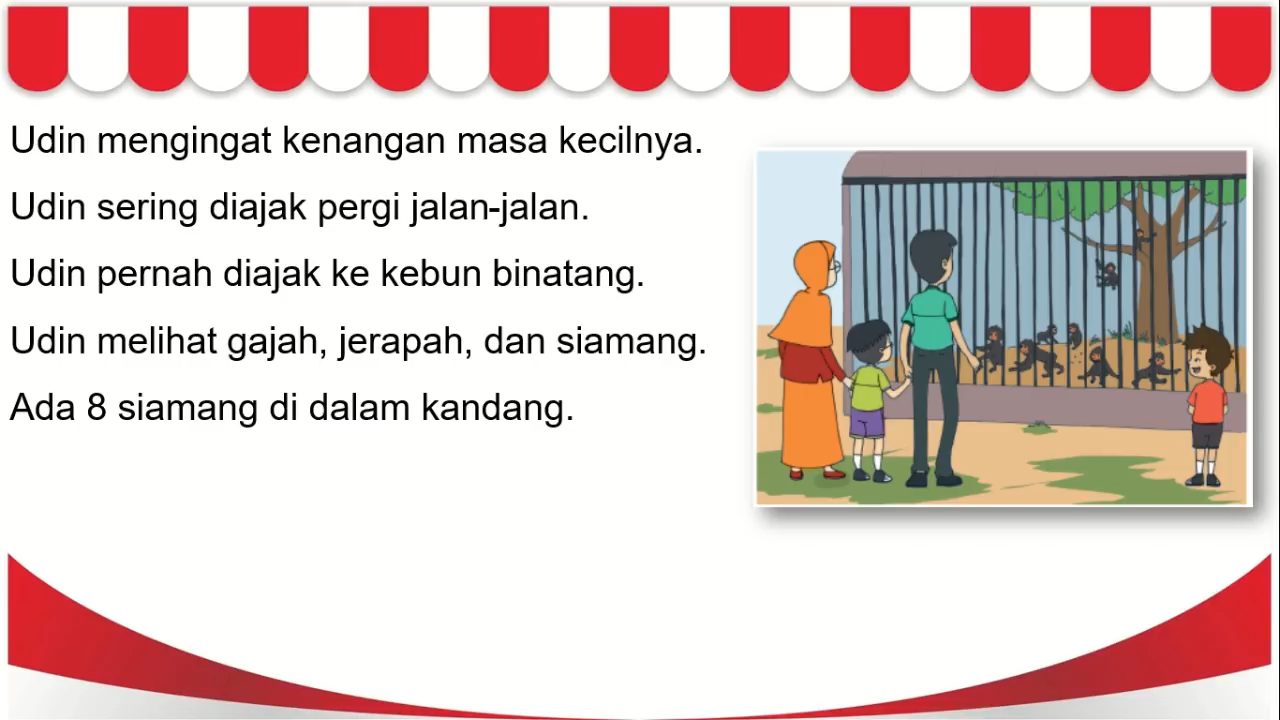 Udin mengingat kenangan masa kecilnya.
Udin sering diajak pergi jalan-jalan.
Udin pernah diajak ke kebun binatang.
Udin melihat gajah, jerapah, dan siamang.
Ada 8 siamang di dalam kandang.